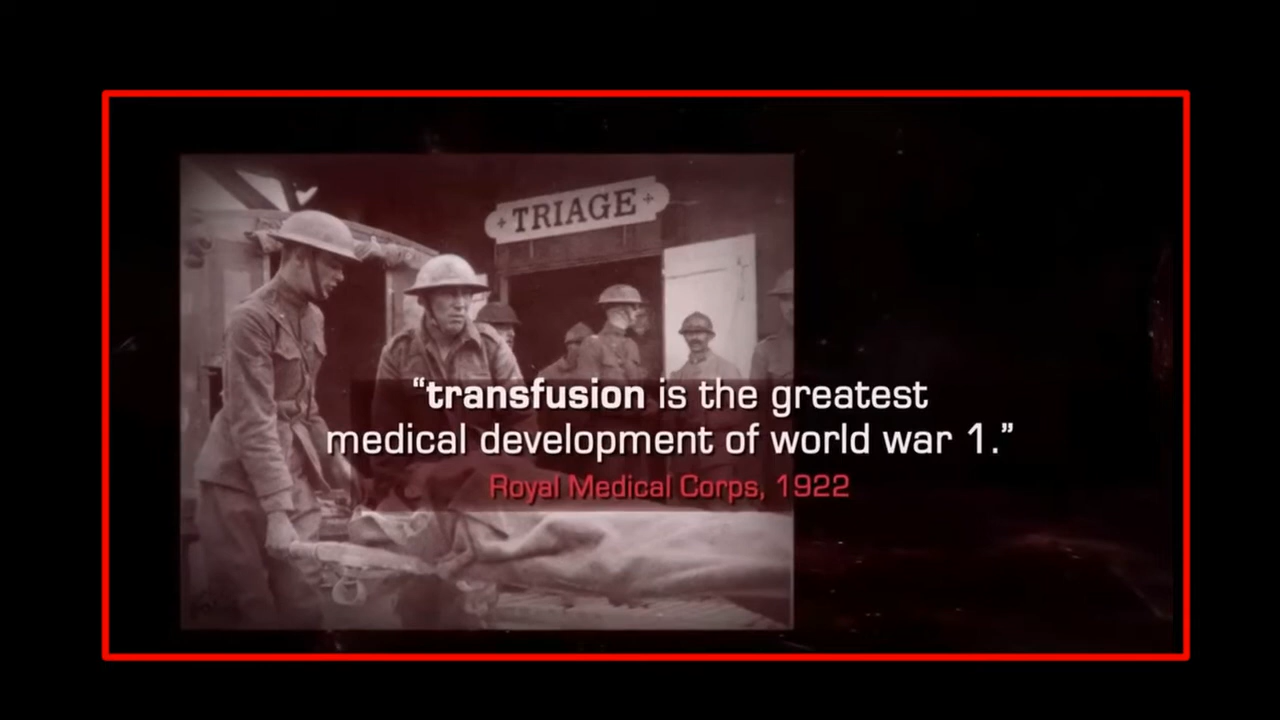 + TRIAGE +
“transfusion is the greatest
medical development of world war 1.”
Royal Medical Corps, 1922